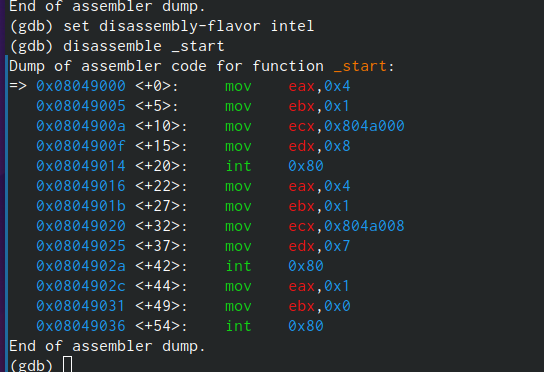 End of assembler dump.
(gdb) set disassembly-flavor intel
(gdb) disassemble _start
Dump of assembler code for function _start:
=> 0x08049000 <+0>:     mov    eax,0x4
   0x08049005 <+5>:     mov    ebx,0x1
   0x0804900a <+10>:    mov    ecx,0x804a000
   0x0804900f <+15>:    mov    edx,0x8
   0x08049014 <+20>:    int    0x80
   0x08049016 <+22>:    mov    eax,0x4
   0x0804901b <+27>:    mov    ebx,0x1
   0x08049020 <+32>:    mov    ecx,0x804a008
   0x08049025 <+37>:    mov    edx,0x7
   0x0804902a <+42>:    int    0x80
   0x0804902c <+44>:    mov    eax,0x1
   0x08049031 <+49>:    mov    ebx,0x0
   0x08049036 <+54>:    int    0x80
End of assembler dump.
(gdb)